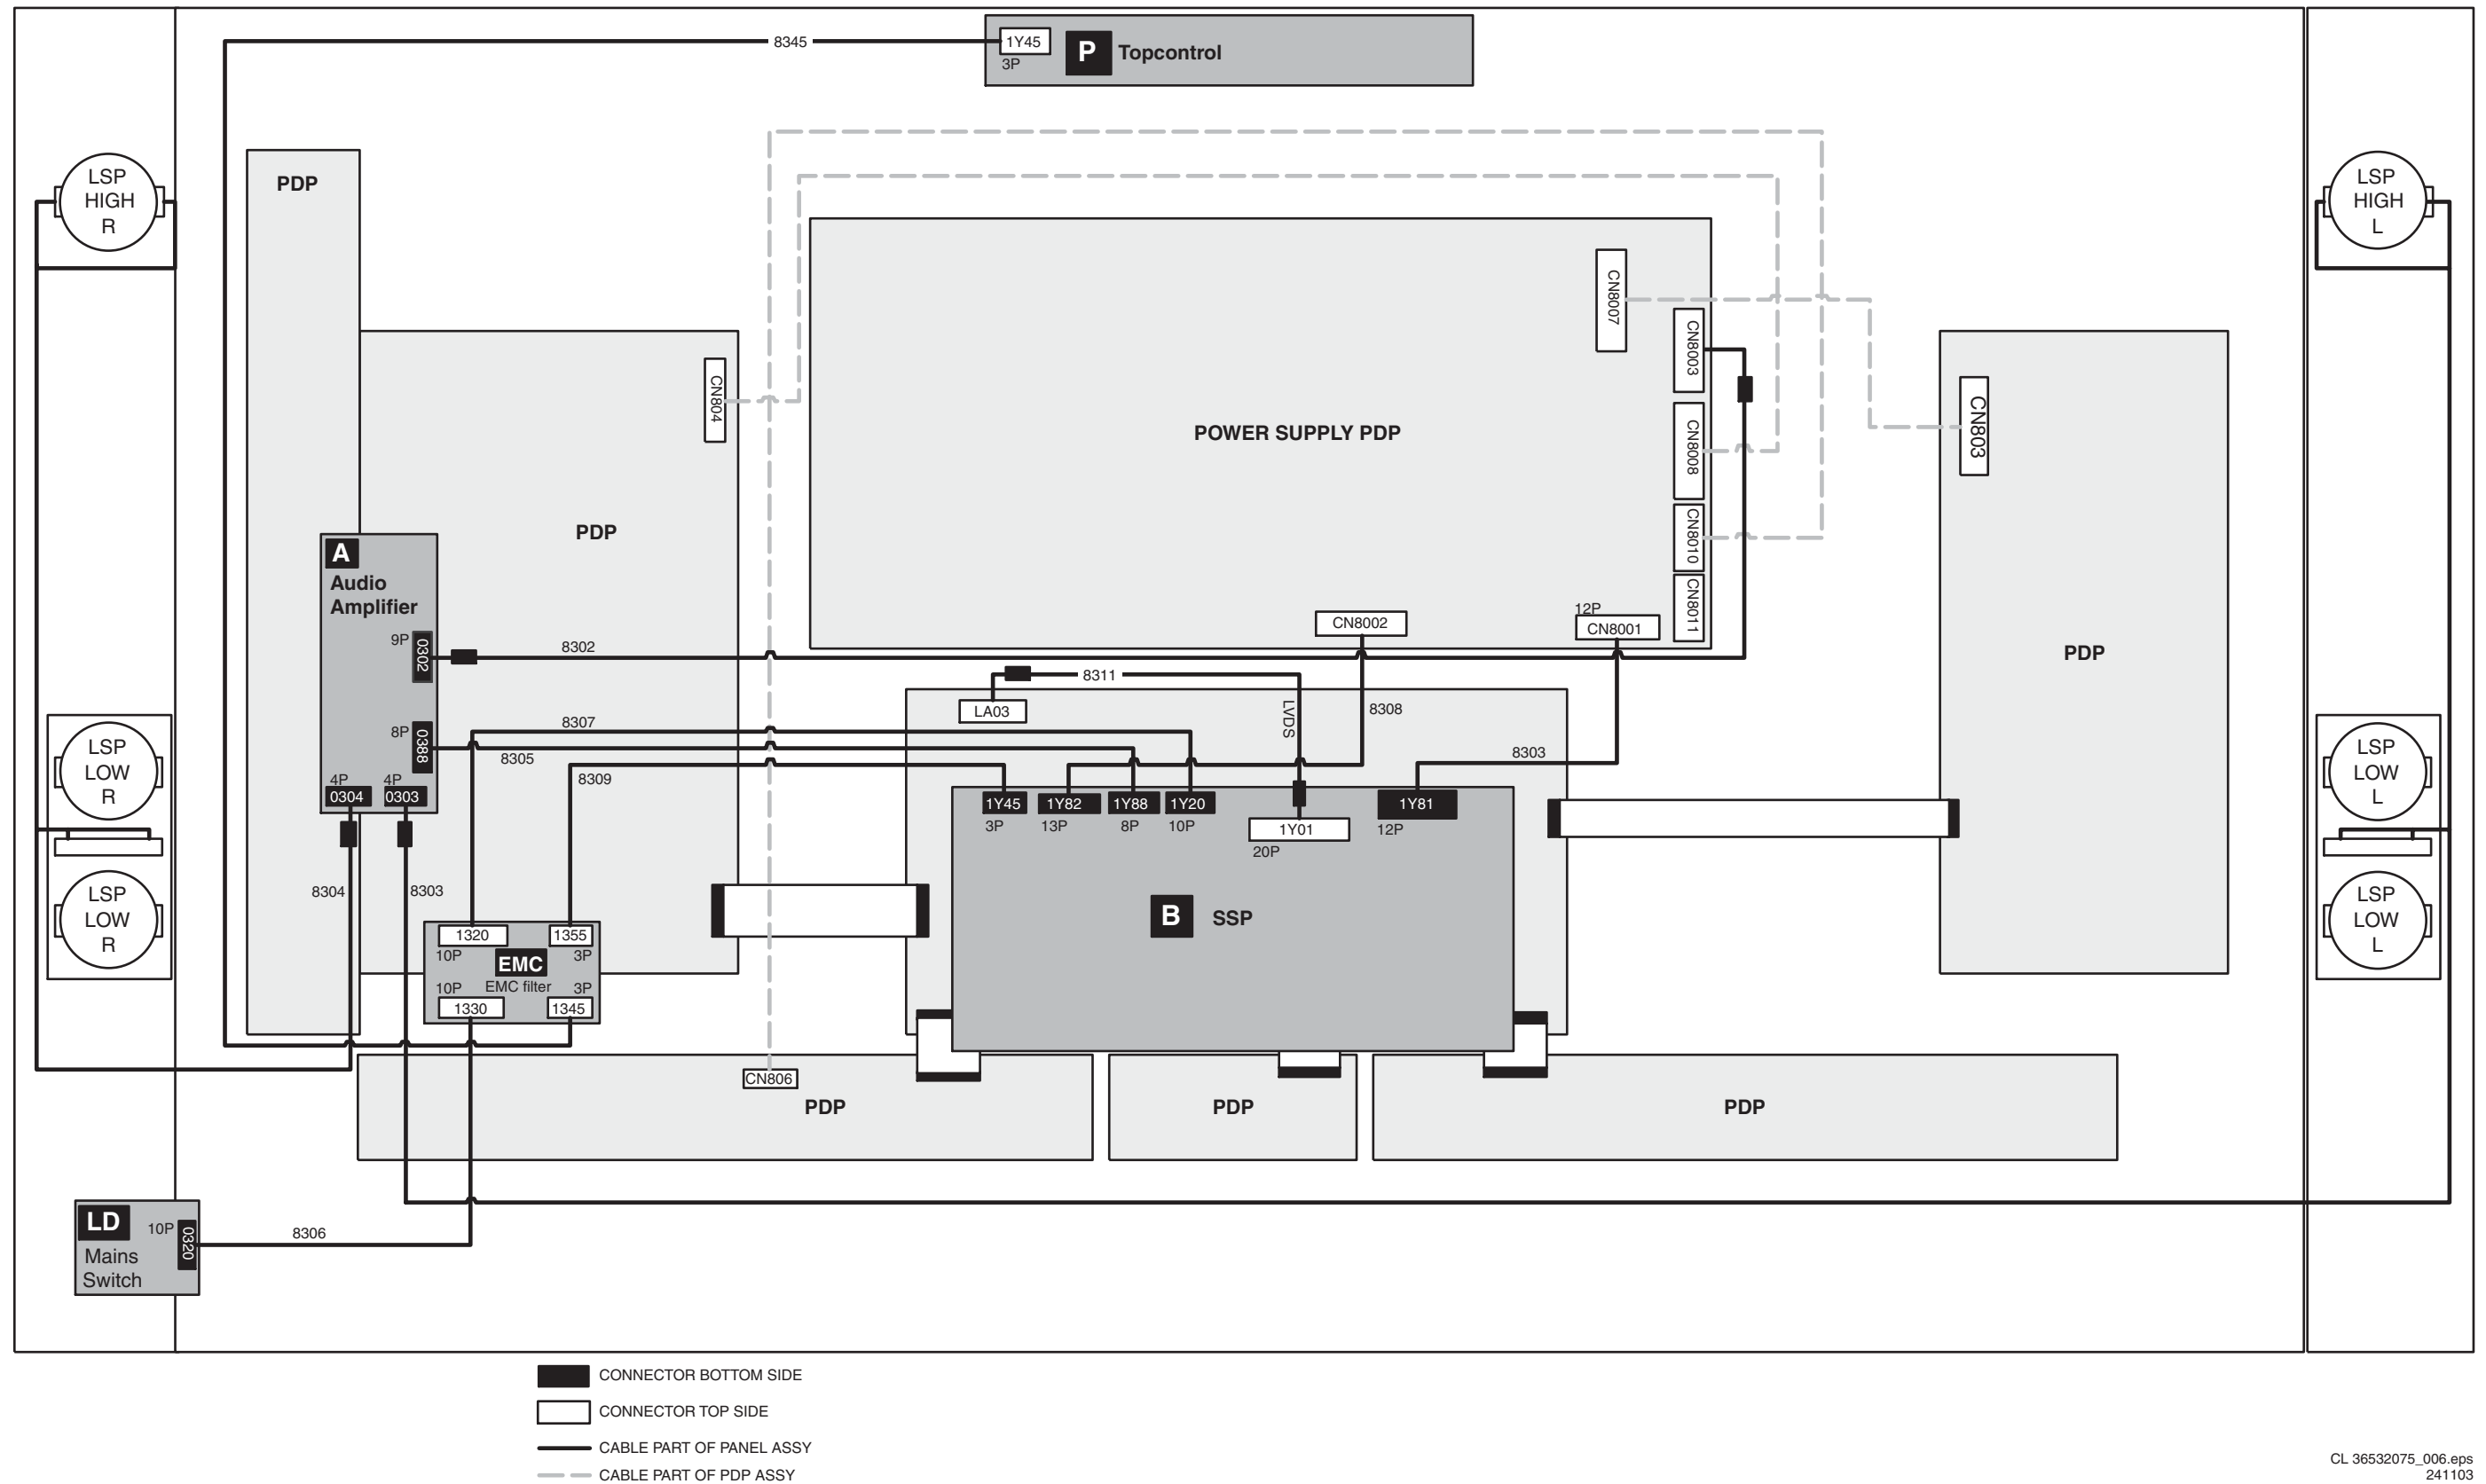 8345
1Y45
3P
P
Topcontrol
LSP
HIGH
R
PDP
LSP
HIGH
L
CN8007
CN8003
CN804
CN803
POWER SUPPLY PDP
CN8008
PDP
CN8010
A
Audio
Amplifier
CN8011
12P
CN8002
CN8001
9P
0302
8302
PDP
8311
LA03
LVDS
8308
8307
8P
0388
8305
8303
8309
LSP
LOW
R
LSP
LOW
L
4P
4P
0304
0303
1Y45
1Y82
1Y88
1Y20
1Y81
3P
13P
8P
10P
1Y01
12P
20P
8304
8303
LSP
LOW
R
LSP
LOW
L
B
SSP
1320
1355
10P
EMC
3P
EMC filter
10P
3P
1330
1345
CN806
PDP
PDP
PDP
LD
10P
0320
Mains
Switch
8306
CONNECTOR BOTTOM SIDE
CONNECTOR TOP SIDE
CABLE PART OF PANEL ASSY
CABLE PART OF PDP ASSY
CL 36532075_006.eps
241103